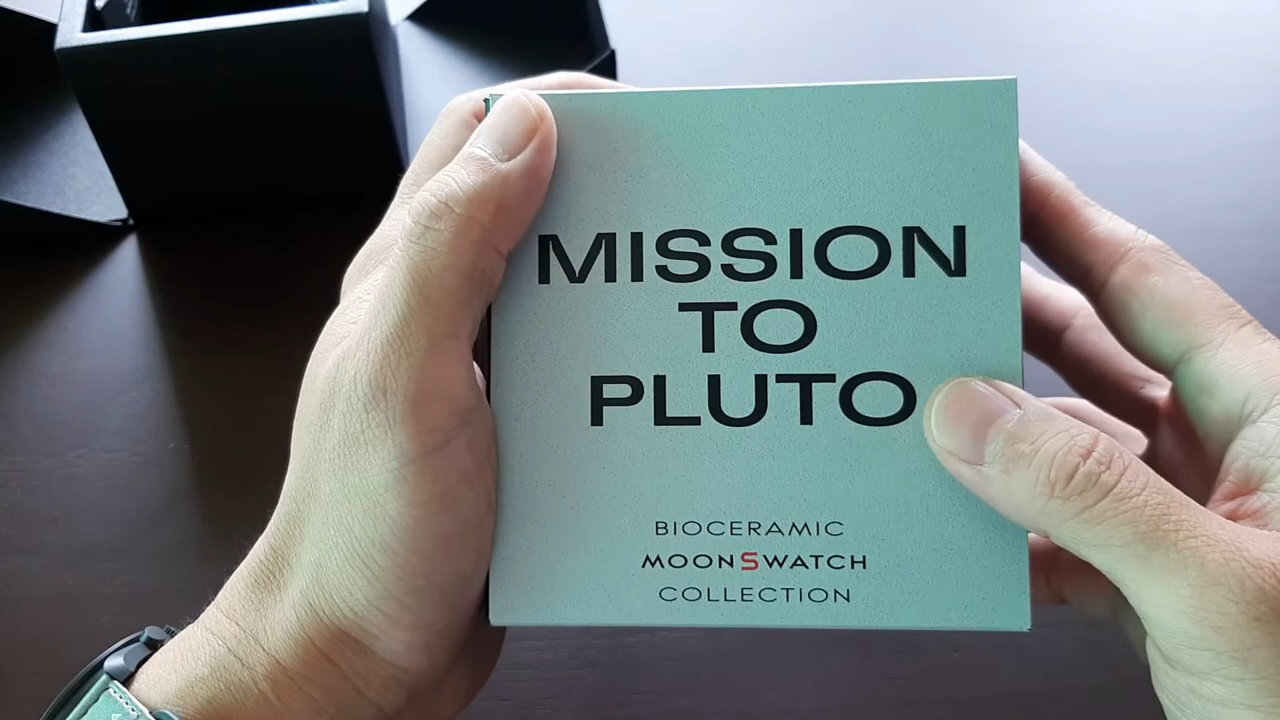 MISSION
TO
PLUTO
BIOCERAMIC
MOONSWATCH
COLLECTION